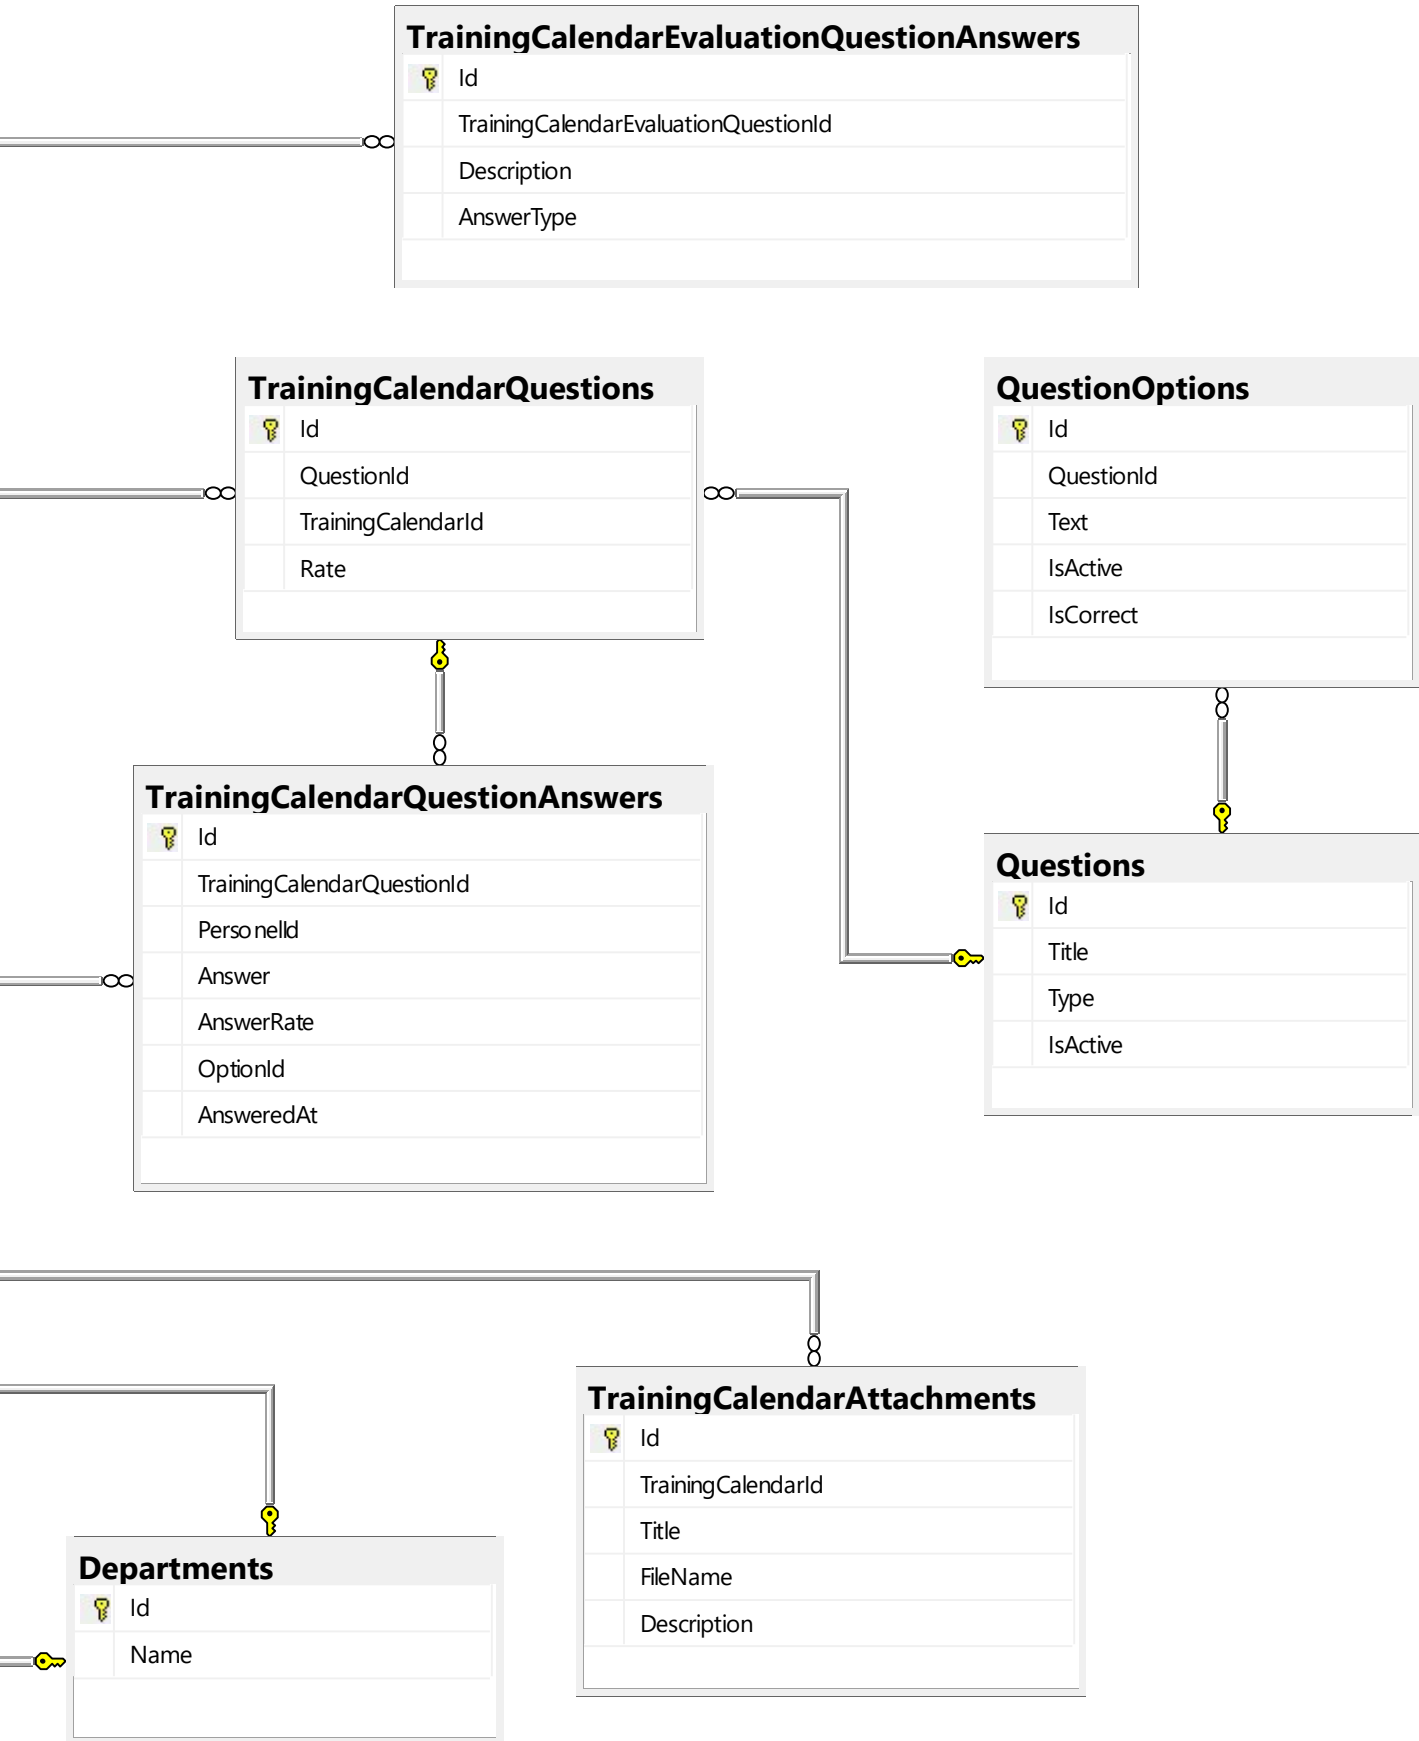 TrainingCalendarEvaluationQuestionAnswers
Id
TrainingCalendarEvaluationQuestionId
Description
AnswerType
TrainingCalendarQuestions
Id
QuestionId
TrainingCalendarId
Rate
QuestionOptions
Id
QuestionId
Text
IsActive
IsCorrect
TrainingCalendarQuestionAnswers
Id
TrainingCalendarQuestionId
PersonelId
Answer
AnswerRate
OptionId
AnsweredAt
Questions
Id
Title
Type
IsActive
TrainingCalendarAttachments
Id
TrainingCalendarId
Title
FileName
Description
Departments
Id
Name